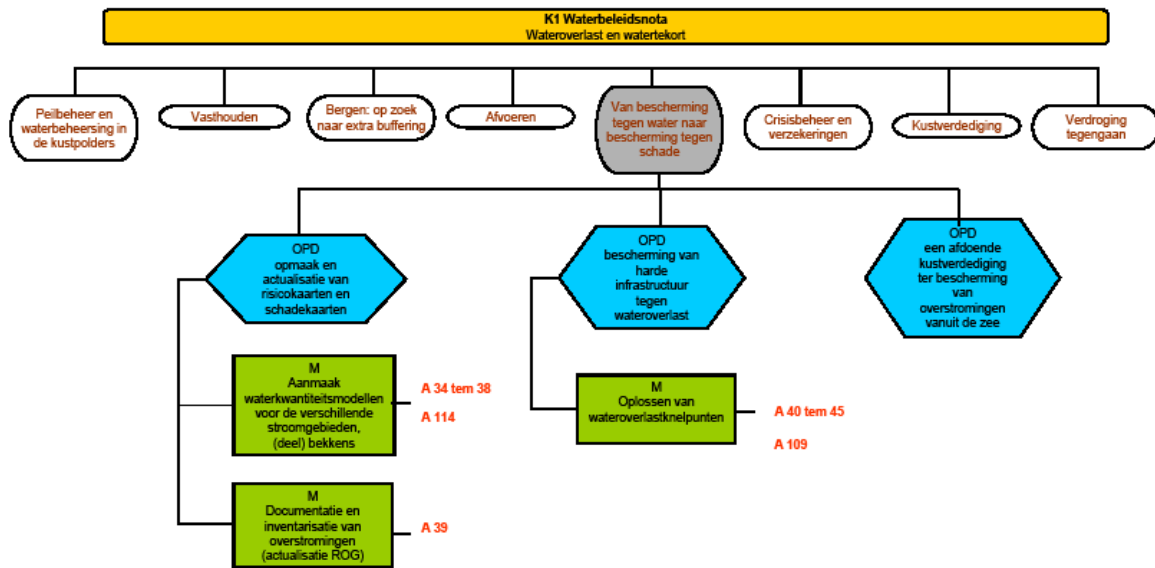 K1 Waterbeleidsnota
Wateroverlast en watertekort
Peilbeheer en
waterbeheersing in
de kustpolders
Vasthouden
Bergen: op zoek
naar extra buffering
Afvoeren
Van bescherming
tegen water naar
bescherming tegen
schade
Crisisbeheer en
verzekeringen
Kustverdediging
Verdroging
tegengaan
OPD
opmaak en
actualisatie van
risicokaarten en
schadekaarten
OPD
bescherming van
harde
infrastructuur
tegen
wateroverlast
OPD
een afdoende
kustverdediging
ter bescherming
van
overstromingen
vanuit de zee
M
Aanmaak
waterkwantiteitsmodellen
voor de verschillende
stroomgebieden,
(deel) bekkens
A 34 tem 38
A 114
M
Oplossen van
wateroverlastknelpunten
A 40 tem 45
A 109
M
Documentatie en
inventarisatie van
overstromingen
(actualisatie ROG)
A 39